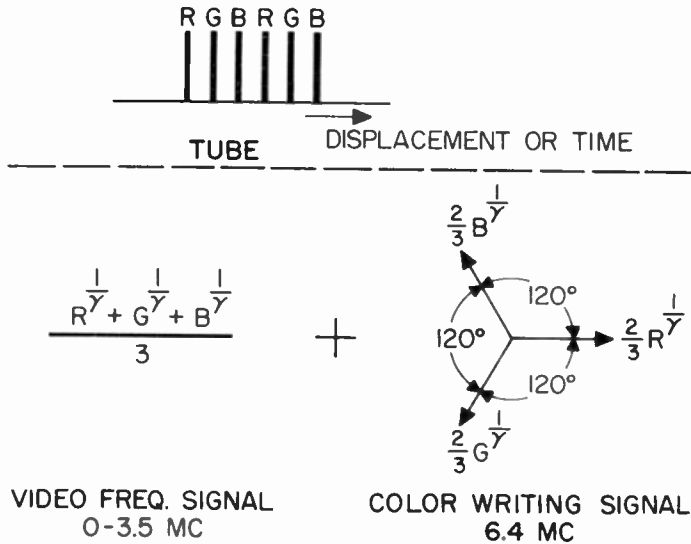 R G B R G B
DISPLACEMENT OR TIME
TUBE
R^{1/γ} + G^{1/γ} + B^{1/γ}
3
+
2/3 B^{1/γ}
120°
120°
2/3 R^{1/γ}
120°
2/3 G^{1/γ}
VIDEO FREQ. SIGNAL
0-3.5 MC
COLOR WRITING SIGNAL
6.4 MC